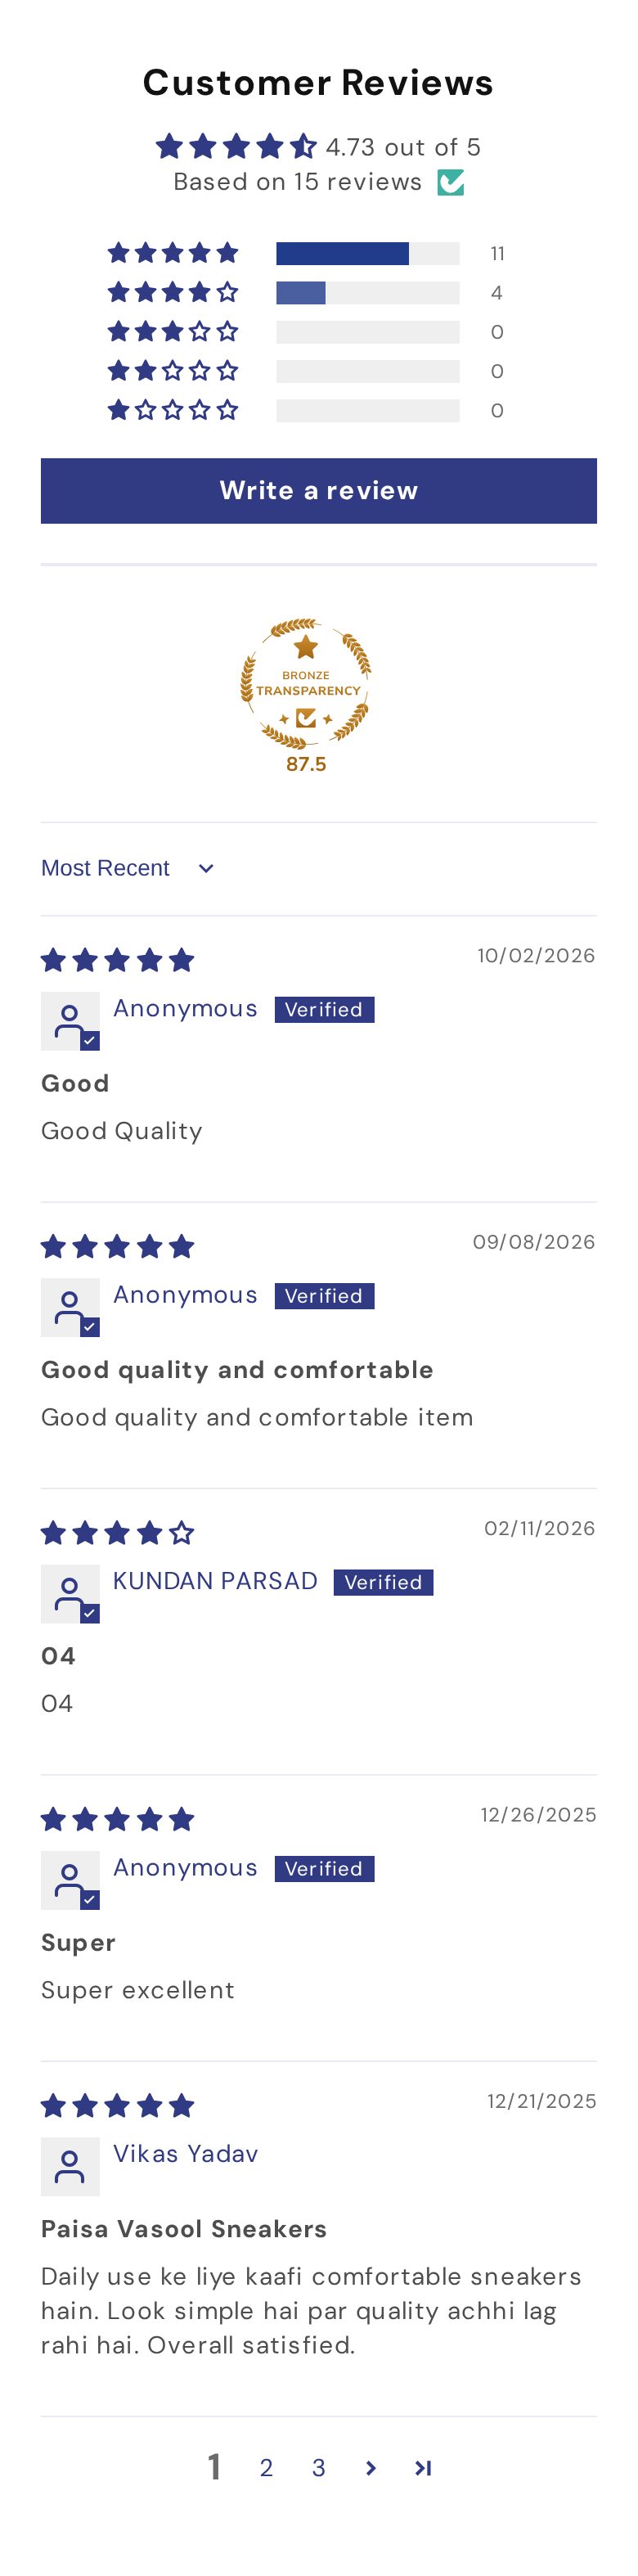 Customer Reviews
4.73 out of 5
Based on 15 reviews
11
4
0
0
0
Write a review
BRONZE
TRANSPARENCY
87.5
Most Recent
10/02/2026
Anonymous Verified
Good
Good Quality
09/08/2026
Anonymous Verified
Good quality and comfortable
Good quality and comfortable item
02/11/2026
KUNDAN PARSAD Verified
04
04
12/26/2025
Anonymous Verified
Super
Super excellent
12/21/2025
Vikas Yadav
Paisa Vasool Sneakers
Daily use ke liye kaafi comfortable sneakers
hain. Look simple hai par quality achhi lag
rahi hai. Overall satisfied.
1 2 3